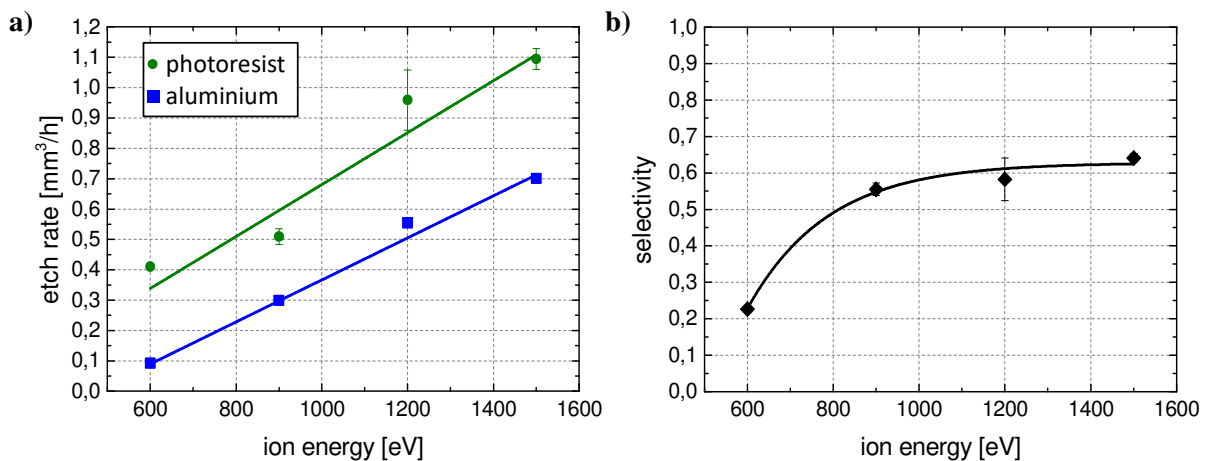 a)
etch rate [mm³/h]
1,2
1,1
1,0
0,9
0,8
0,7
0,6
0,5
0,4
0,3
0,2
0,1
0,0
photoresist
aluminium
600 800 1000 1200 1400 1600
ion energy [eV]
b)
selectivity
1,0
0,9
0,8
0,7
0,6
0,5
0,4
0,3
0,2
0,1
0,0
600 800 1000 1200 1400 1600
ion energy [eV]